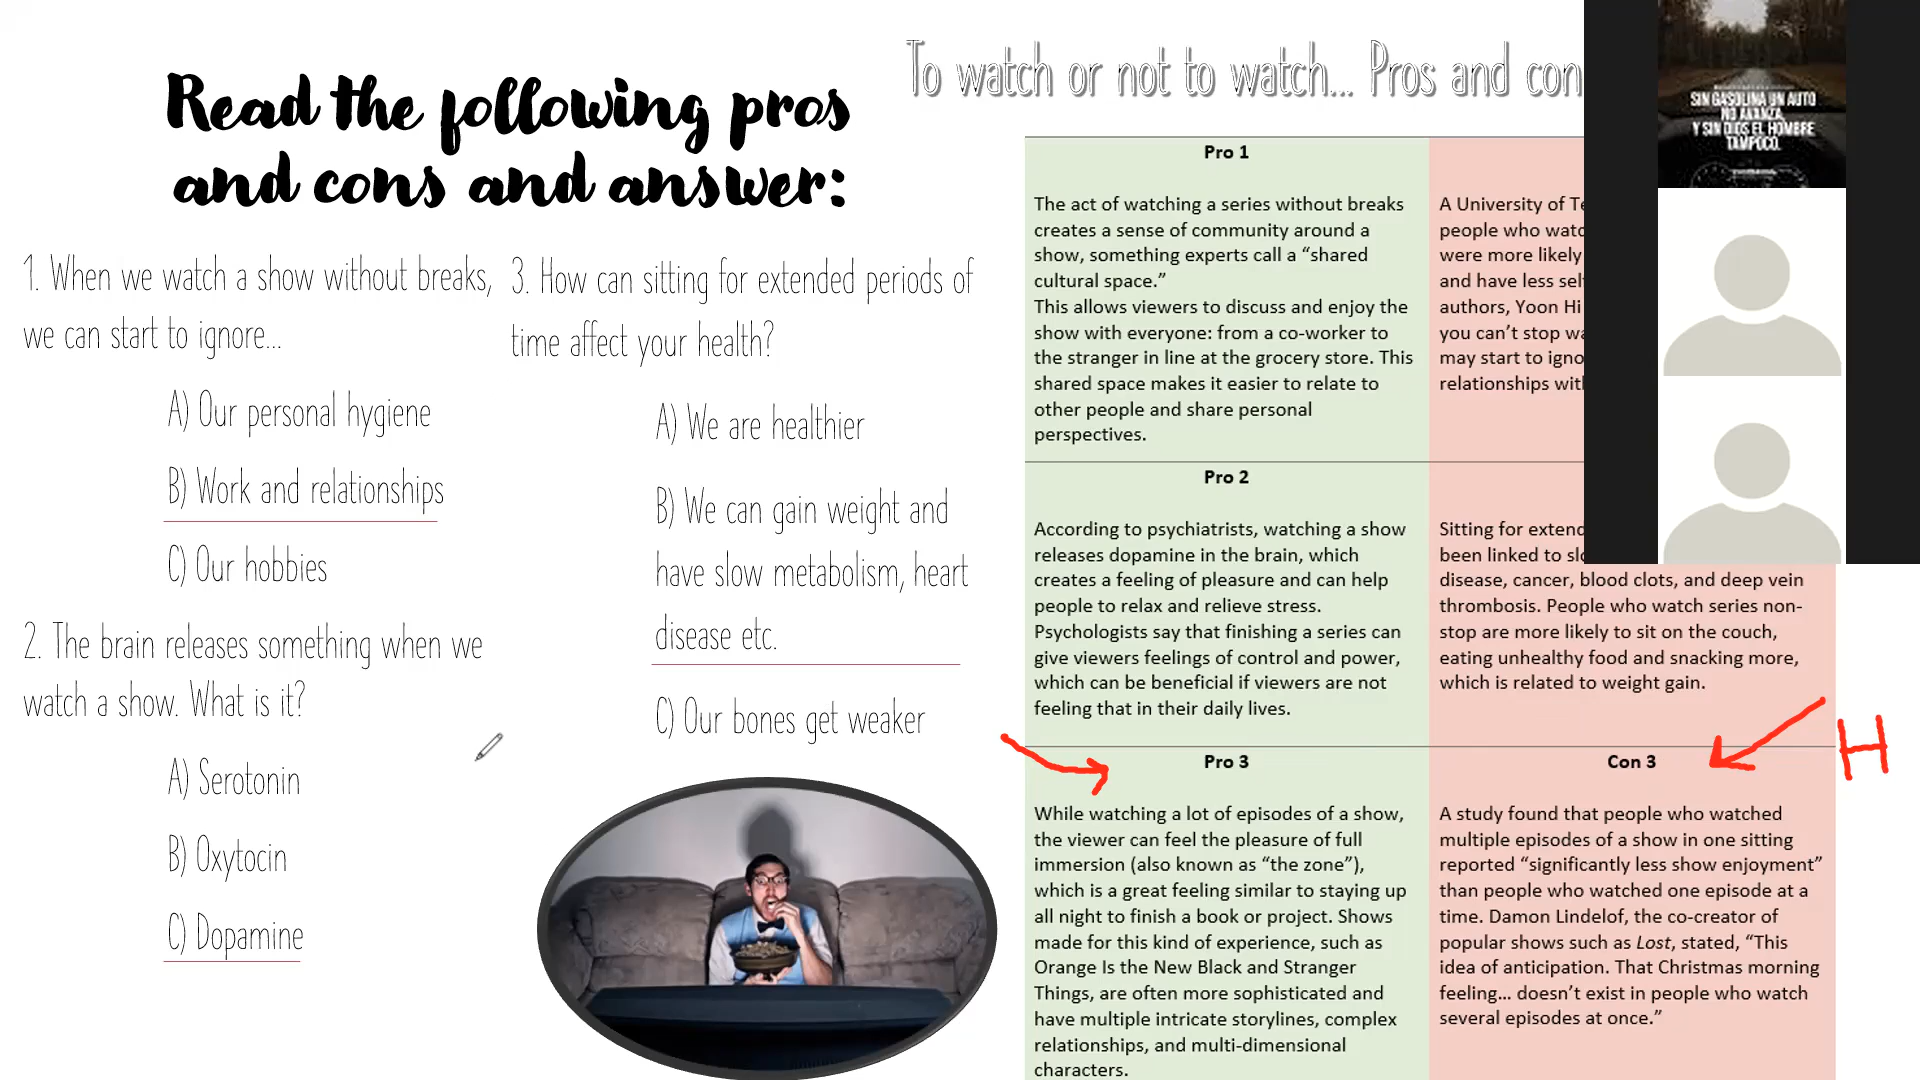 Read the following pros
and cons and answer:
1. When we watch a show without breaks,
we can start to ignore...
A) Our personal hygiene
B) Work and relationships
C) Our hobbies
2. The brain releases something when we
watch a show. What is it?
A) Serotonin
B) Oxytocin
C) Dopamine
3. How can sitting for extended periods of
time affect your health?
A) We are healthier
B) We can gain weight and
have slow metabolism, heart
disease etc.
C) Our bones get weaker
To watch or not to watch... Pros and con
Pro 1
The act of watching a series without breaks
creates a sense of community around a
show, something experts call a “shared
cultural space.”
This allows viewers to discuss and enjoy the
show with everyone: from a co-worker to
the stranger in line at the grocery store. This
shared space makes it easier to relate to
other people and share personal
perspectives.
A University of
people who
were more likely
and have less
authors, Yoon Hi
you can’t stop
may start to
relationships
Pro 2
According to psychiatrists, watching a show
releases dopamine in the brain, which
creates a feeling of pleasure and can help
people to relax and relieve stress.
Psychologists say that finishing a series can
give viewers feelings of control and power,
which can be beneficial if viewers are not
feeling that in their daily lives.
Sitting for
been linked to
disease, cancer, blood clots, and deep vein
thrombosis. People who watch series non-
stop are more likely to sit on the couch,
eating unhealthy food and snacking more,
which is related to weight gain.
Pro 3
While watching a lot of episodes of a show,
the viewer can feel the pleasure of full
immersion (also known as “the zone”),
which is a great feeling similar to staying up
all night to finish a book or project. Shows
made for this kind of experience, such as
Orange Is the New Black and Stranger
Things, are often more sophisticated and
have multiple intricate storylines, complex
relationships, and multi-dimensional
characters.
Con 3
A study found that people who watched
multiple episodes of a show in one sitting
reported “significantly less show enjoyment”
than people who watched one episode at a
time. Damon Lindelof, the co-creator of
popular shows such as Lost, stated, “This
idea of anticipation. That Christmas morning
feeling… doesn’t exist in people who watch
several episodes at once.”
H
SIN GASOLINA UN AUTO
NO AVANZA,
Y SIN DIOS EL HOMBRE
TAMPOCO.